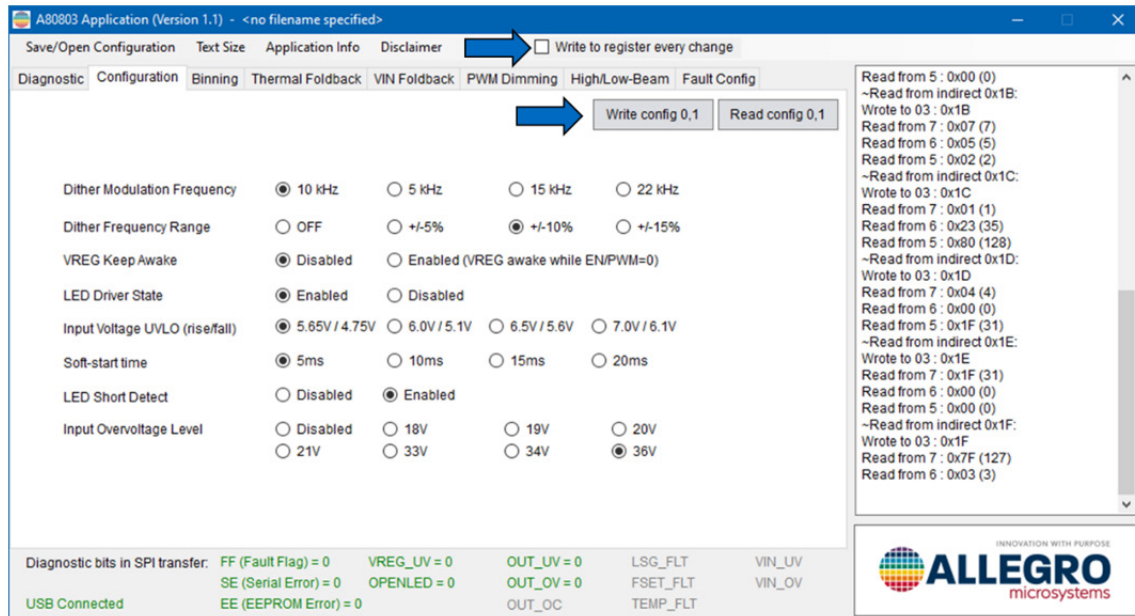 A80803 Application (Version 1.1) - <no filename specified>
Save/Open Configuration Text Size Application Info Disclaimer Write to register every change
Diagnostic Configuration Binning Thermal Foldback VIN Foldback PWM Dimming High/Low-Beam Fault Config
Write config 0,1 Read config 0,1
Dither Modulation Frequency 10 kHz 5 kHz 15 kHz 22 kHz
Dither Frequency Range OFF +/-5% +/-10% +/-15%
VREG Keep Awake Disabled Enabled (VREG awake while EN/PWM=0)
LED Driver State Enabled Disabled
Input Voltage UVLO (rise/fall) 5.65V / 4.75V 6.0V / 5.1V 6.5V / 5.6V 7.0V / 6.1V
Soft-start time 5ms 10ms 15ms 20ms
LED Short Detect Disabled Enabled
Input Overvoltage Level Disabled 18V 19V 20V
21V 33V 34V 36V
Read from 5 : 0x00 (0)
~Read from indirect 0x1B:
Wrote to 03 : 0x1B
Read from 7 : 0x07 (7)
Read from 6 : 0x05 (5)
Read from 5 : 0x02 (2)
~Read from indirect 0x1C:
Wrote to 03 : 0x1C
Read from 7 : 0x01 (1)
Read from 6 : 0x23 (35)
Read from 5 : 0x80 (128)
~Read from indirect 0x1D:
Wrote to 03 : 0x1D
Read from 7 : 0x04 (4)
Read from 6 : 0x00 (0)
Read from 5 : 0x1F (31)
~Read from indirect 0x1E:
Wrote to 03 : 0x1E
Read from 7 : 0x1F (31)
Read from 6 : 0x00 (0)
Read from 5 : 0x00 (0)
~Read from indirect 0x1F:
Wrote to 03 : 0x1F
Read from 7 : 0x7F (127)
Read from 6 : 0x03 (3)
Diagnostic bits in SPI transfer: FF (Fault Flag) = 0 VREG_UV = 0 OUT_UV = 0 LSG_FLT VIN_UV
SE (Serial Error) = 0 OPENLED = 0 OUT_OV = 0 FSET_FLT VIN_OV
USB Connected EE (EEPROM Error) = 0 OUT_OC TEMP_FLT
INNOVATION WITH PURPOSE
ALLEGRO
microsystems